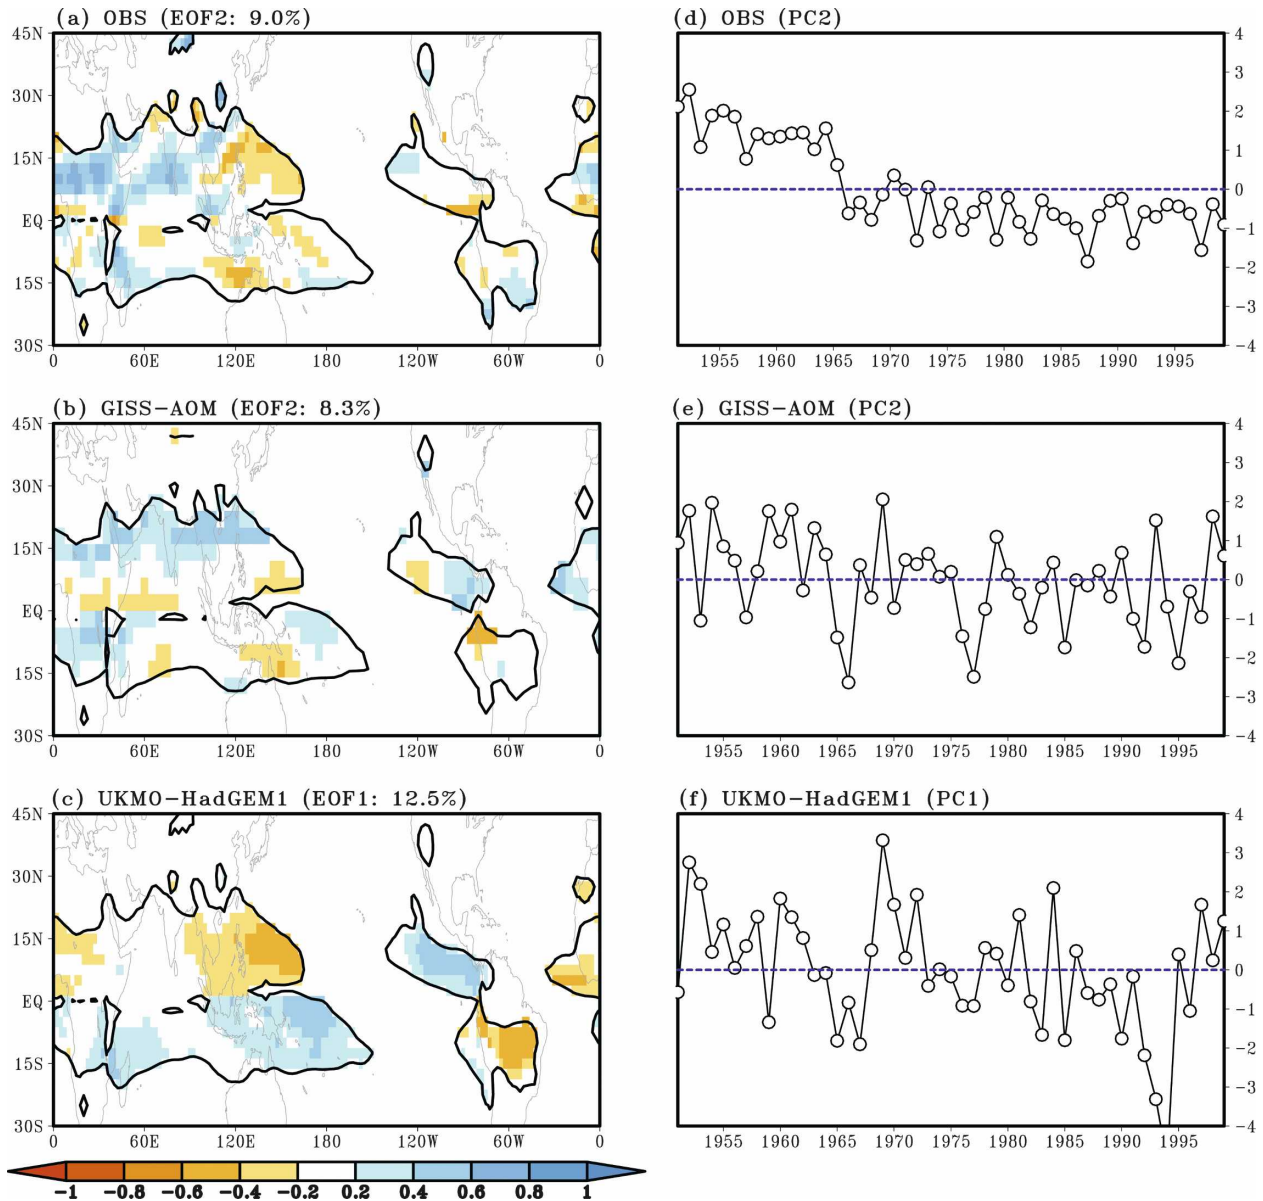 (a) OBS (EOF2: 9.0%)
45N
30N
15N
EQ
15S
30S
0 60E 120E 180 120W 60W 0
(d) OBS (PC2)
4
3
2
1
0
-1
-2
-3
-4
1955 1960 1965 1970 1975 1980 1985 1990 1995
(b) GISS-AOM (EOF2: 8.3%)
45N
30N
15N
EQ
15S
30S
0 60E 120E 180 120W 60W 0
(e) GISS-AOM (PC2)
4
3
2
1
0
-1
-2
-3
-4
1955 1960 1965 1970 1975 1980 1985 1990 1995
(c) UKMO-HadGEM1 (EOF1: 12.5%)
45N
30N
15N
EQ
15S
30S
0 60E 120E 180 120W 60W 0
(f) UKMO-HadGEM1 (PC1)
4
3
2
1
0
-1
-2
-3
-4
1955 1960 1965 1970 1975 1980 1985 1990 1995
-1 -0.8 -0.6 -0.4 -0.2 0.2 0.4 0.6 0.8 1